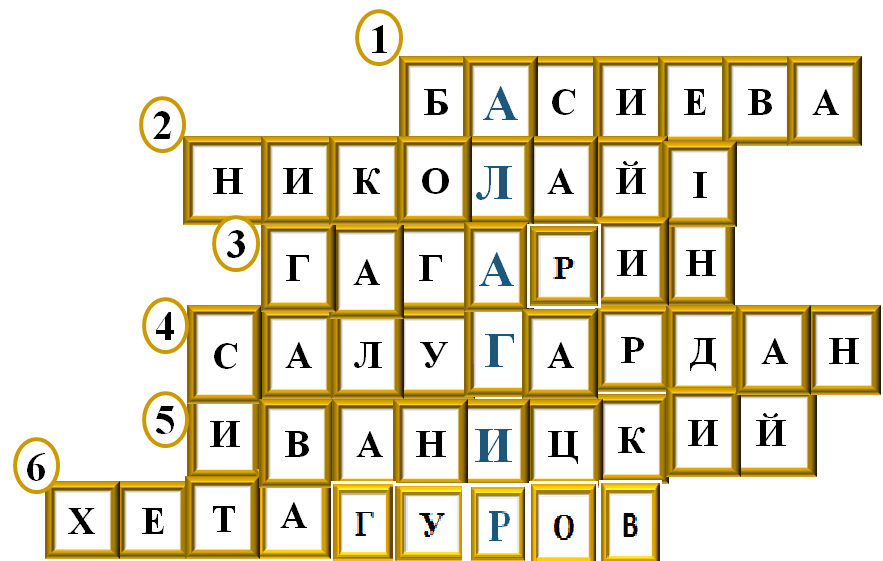 1 БАСИЕВА
2 НИКОЛАЙ І
3 ГАГАРИН
4 САЛУГАРДАН
5 ИВАНИЦКИЙ
6 ХЕТАГУРОВ